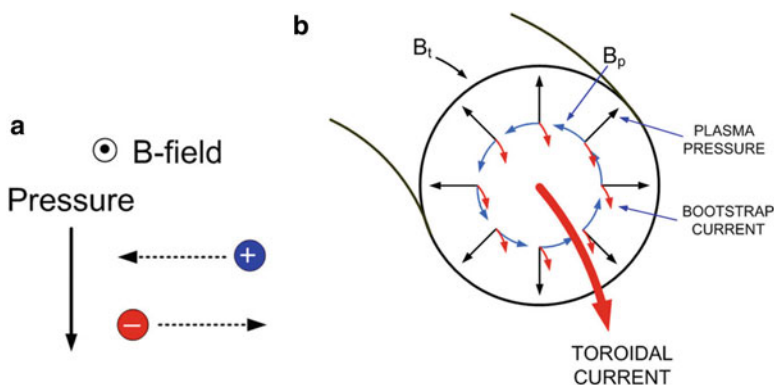 a
B-field
Pressure
+
−
b
Bt
Bp
PLASMA
PRESSURE
BOOTSTRAP
CURRENT
TOROIDAL
CURRENT